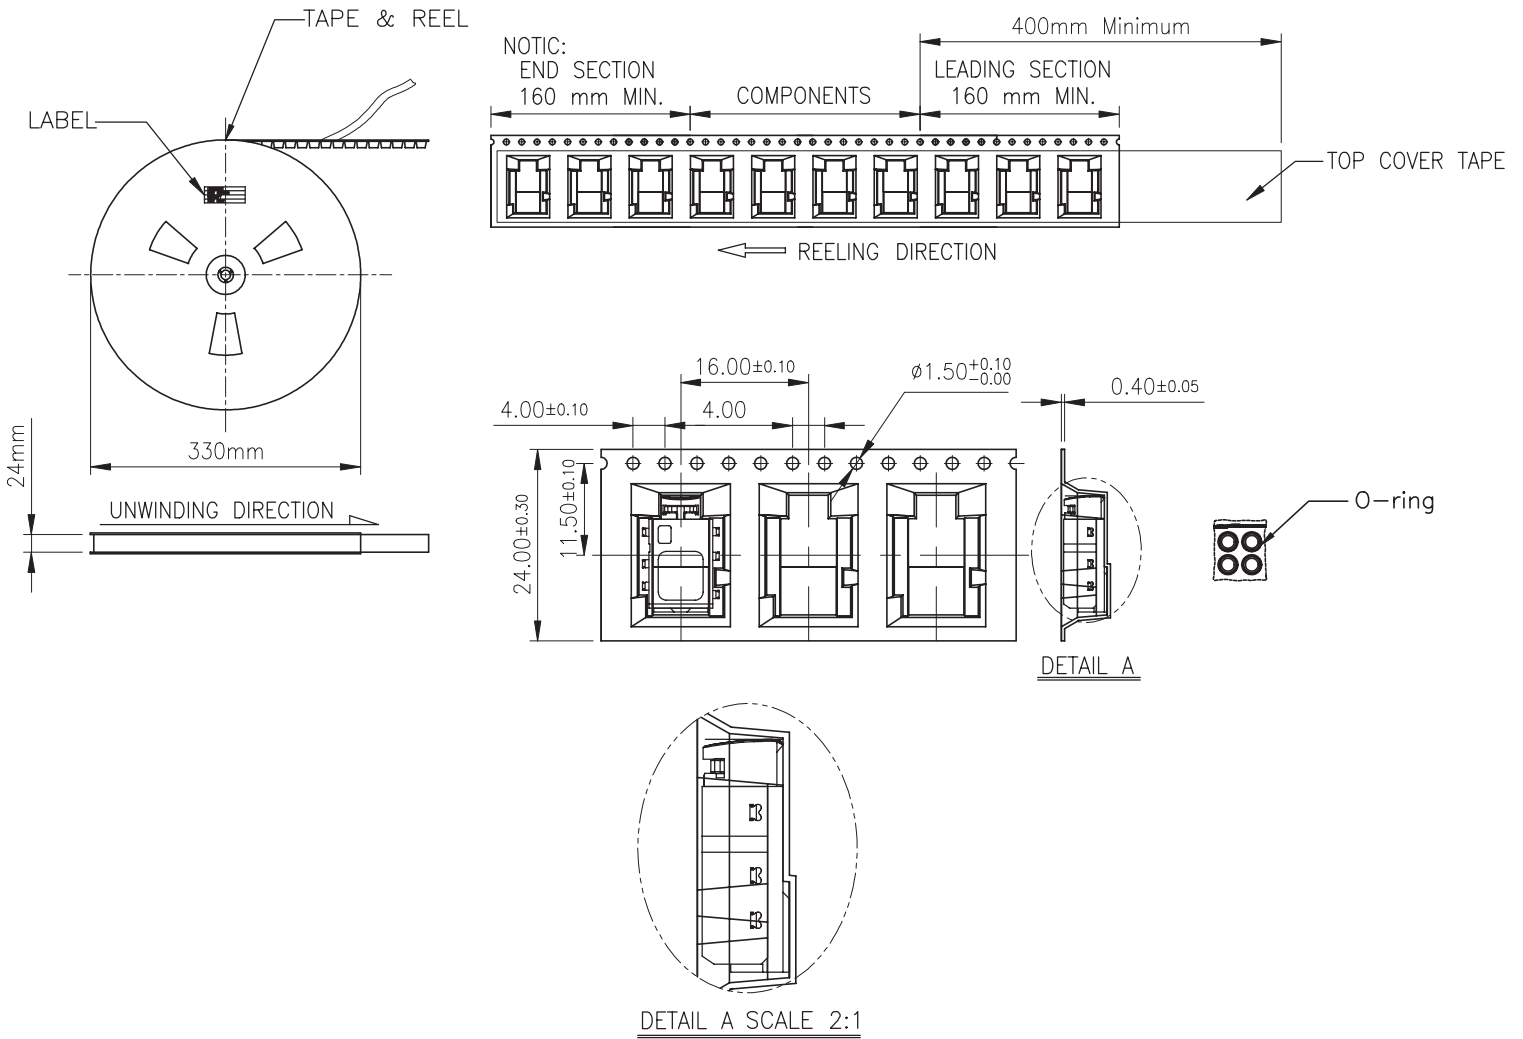 TAPE & REEL
LABEL
330mm
24mm
UNWINDING DIRECTION
NOTIC:
END SECTION
160 mm MIN.
COMPONENTS
400mm Minimum
LEADING SECTION
160 mm MIN.
TOP COVER TAPE
REELING DIRECTION
16.00±0.10
4.00±0.10
4.00
ø1.50+0.10
−0.00
0.40±0.05
24.00±0.30
11.50±0.10
DETAIL A
O-ring
DETAIL A SCALE 2:1